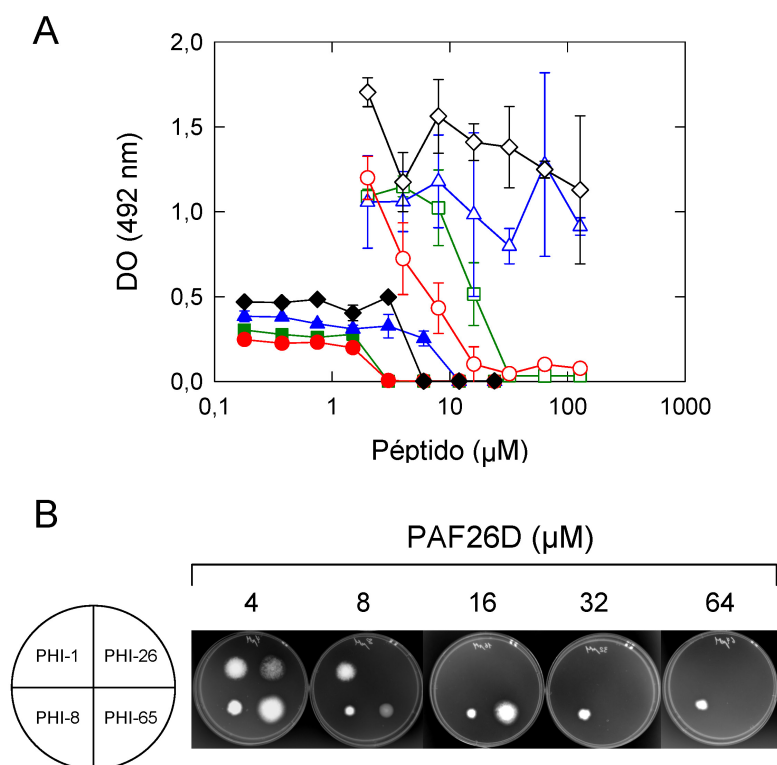 A
2,0
1,5
1,0
0,5
0,0
DO (492 nm)
0,1 1 10 100 1000
Péptido (µM)
B
PAF26D (µM)
4 8 16 32 64
PHI-1 PHI-26
PHI-8 PHI-65